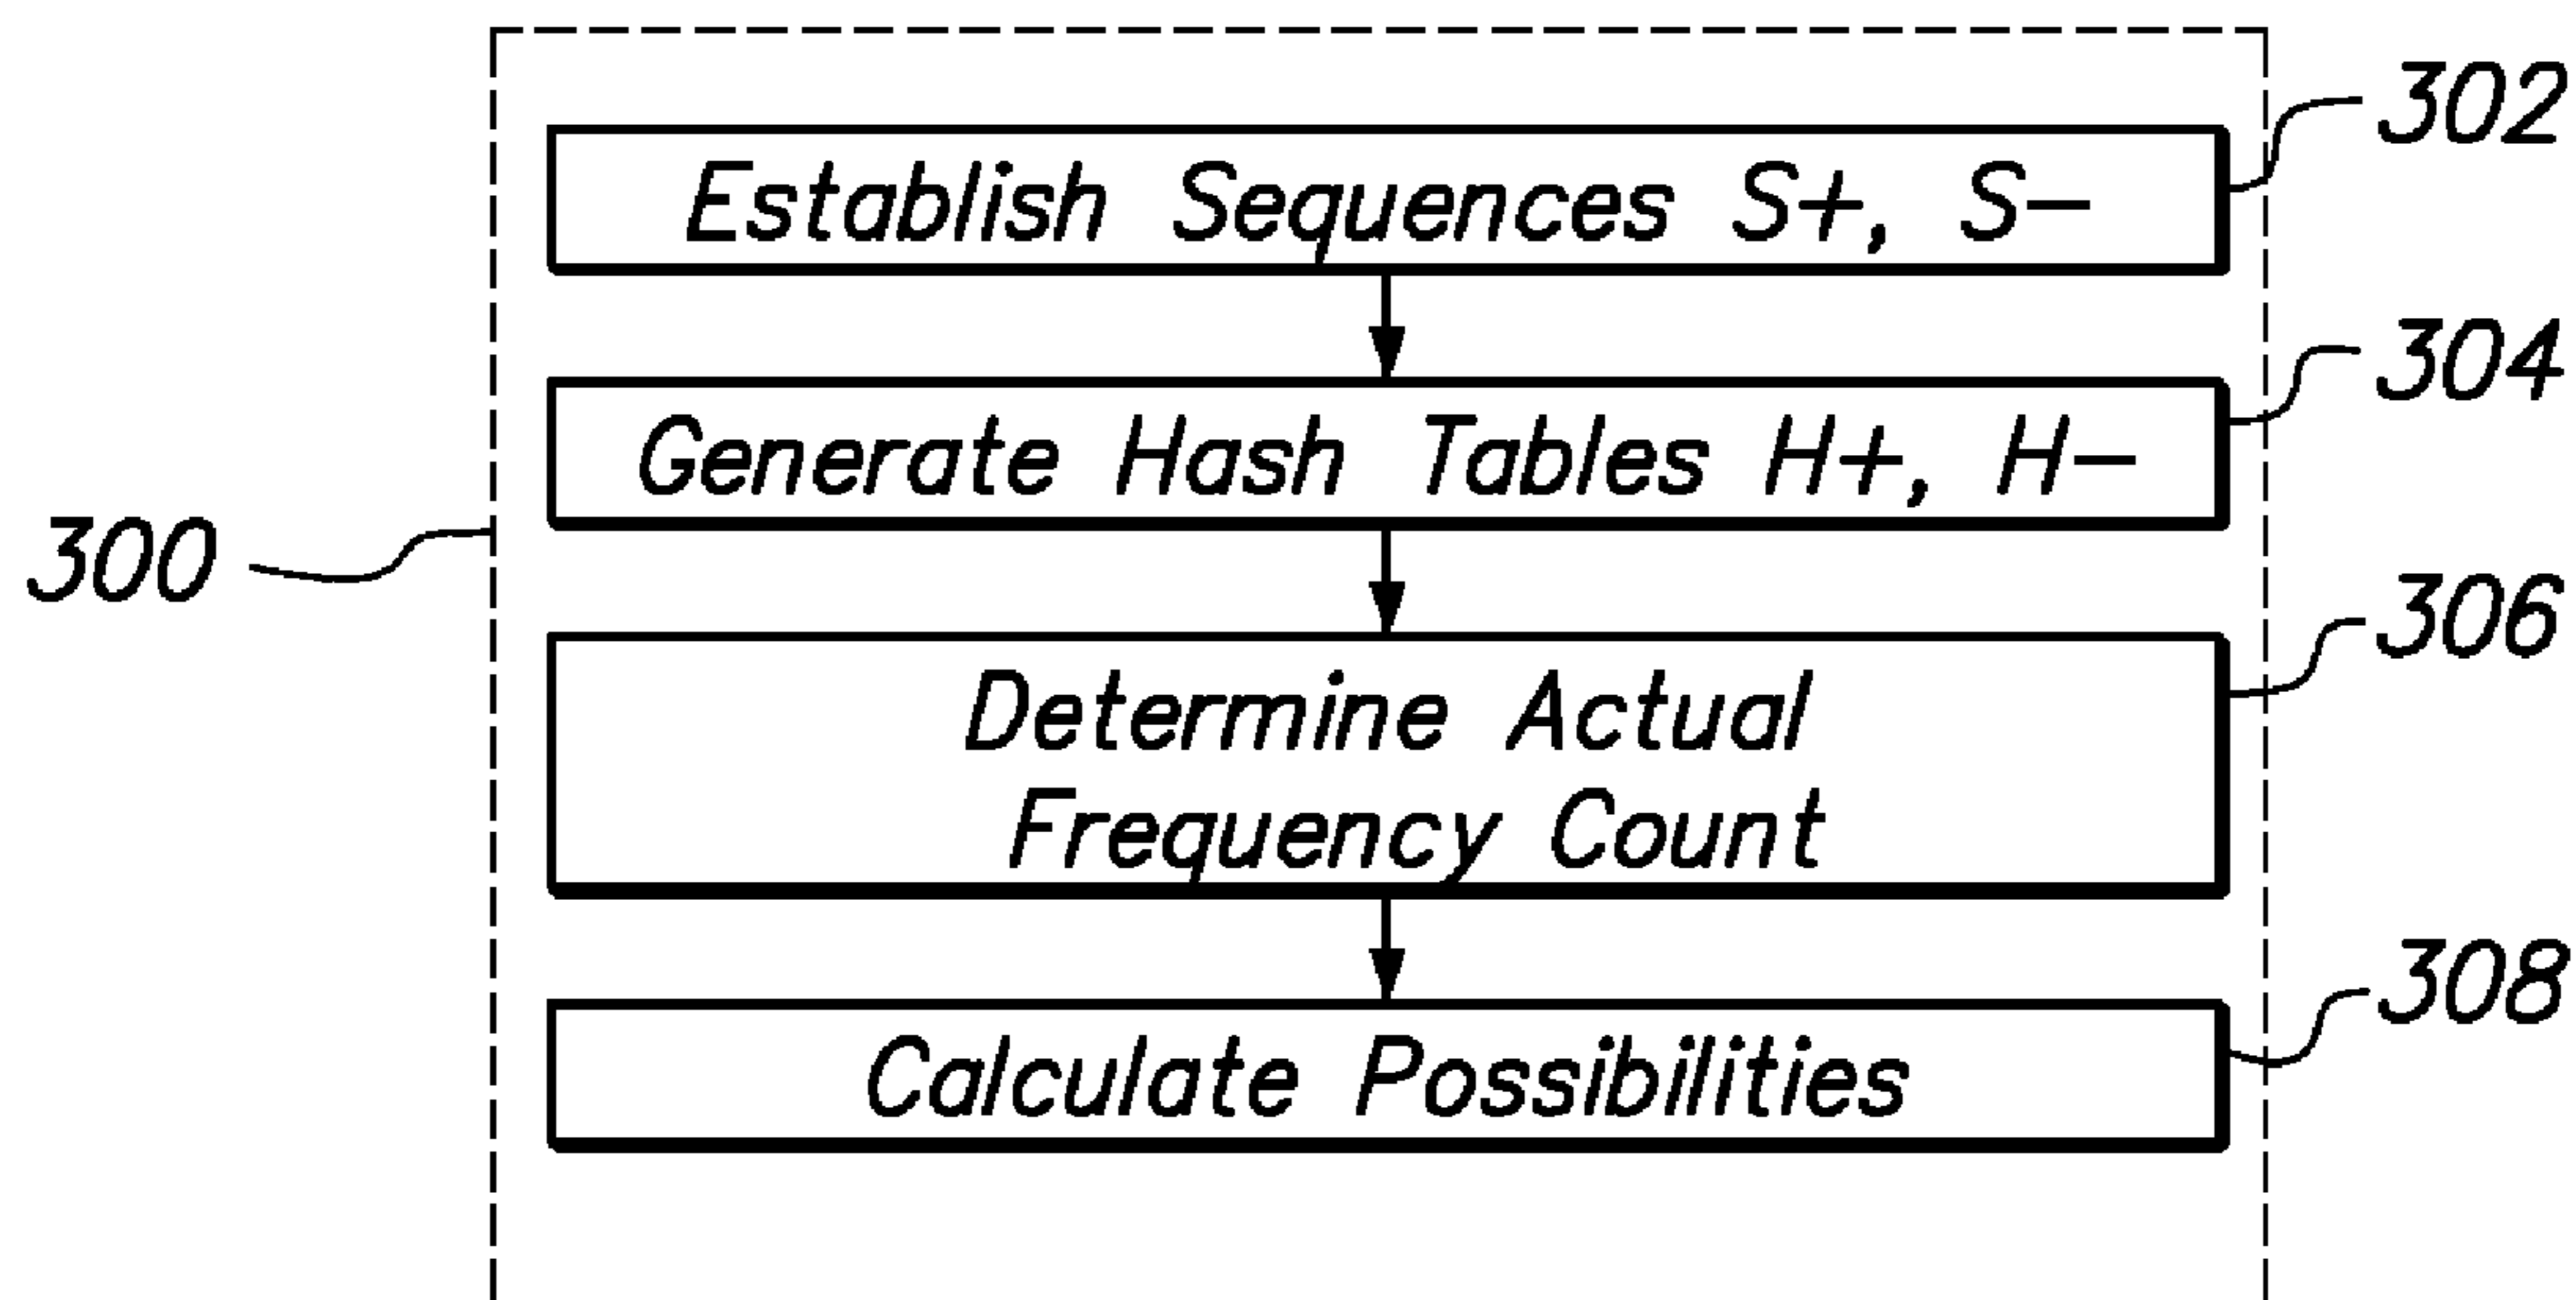 302
Establish Sequences S+, S−
304
Generate Hash Tables H+, H−
300
306
Determine Actual
Frequency Count
308
Calculate Possibilities